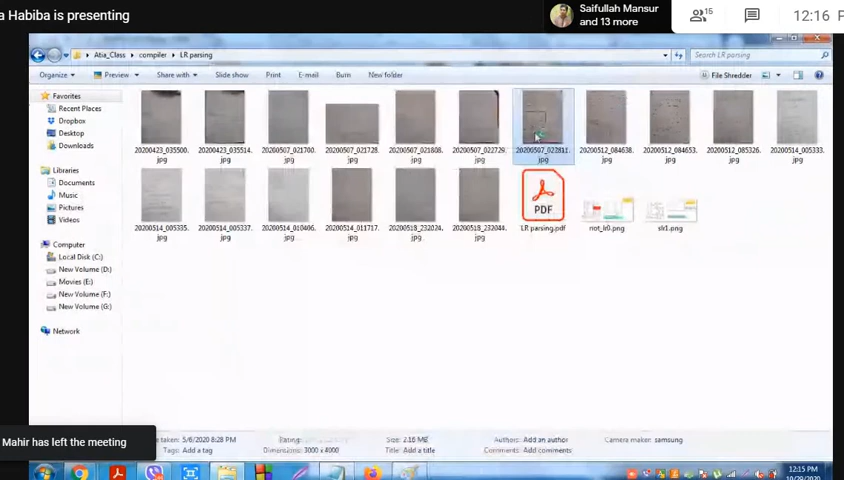 a Habiba is presenting
Saifullah Mansur
and 13 more
15
12:16 P
Atia_Class
compiler
LR parsing
Search LR parsing
Organize
Preview
Share with
Slide show
Print
E-mail
Burn
New folder
File Shredder
Favorites
Recent Places
Dropbox
Desktop
Downloads
Libraries
Documents
Music
Pictures
Videos
Computer
Local Disk (C:)
New Volume (D:)
Movies (E:)
New Volume (F:)
New Volume (G:)
Network
20200423_035500.jpg
20200423_035514.jpg
20200507_021700.jpg
20200507_021728.jpg
20200507_021808.jpg
20200507_022729.jpg
20200507_022811.jpg
20200512_084638.jpg
20200512_084653.jpg
20200512_085326.jpg
20200514_005333.jpg
20200514_005335.jpg
20200514_005337.jpg
20200514_010406.jpg
20200514_011717.jpg
20200518_232024.jpg
20200518_232044.jpg
PDF
LR parsing.pdf
not_lr0.png
slr1.png
Mahir has left the meeting
taken: 5/6/2020 8:28 PM
Tags: Add a tag
Rating:
Dimensions: 3000 x 4000
Size: 2.16 MB
Title: Add a title
Authors: Add an author
Comments: Add comments
Camera maker: samsung
12:15 PM
10/29/2020